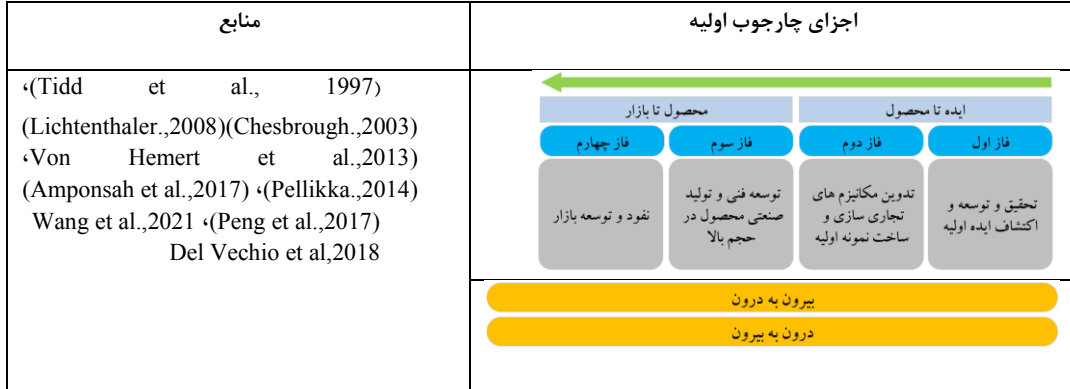 اجزای چارچوب اولیه
منابع
ایده تا محصول
محصول تا بازار
فاز اول
فاز دوم
فاز سوم
فاز چهارم
تحقیق و توسعه و
اکتشاف ایده اولیه
تدوین مکانیزم های
تجاری سازی و
ساخت نمونه اولیه
توسعه فنی و تولید
صنعتی محصول در
حجم بالا
نفود و توسعه بازار
بیرون به درون
درون به بیرون
(Tidd et al., 1997)،
(Lichtenthaler.,2008)(Chesbrough.,2003)
،Von Hemert et al.,2013)
(Amponsah et al.,2017) ،(Pellikka.,2014)
Wang et al.,2021 ،(Peng et al.,2017)
Del Vechio et al,2018